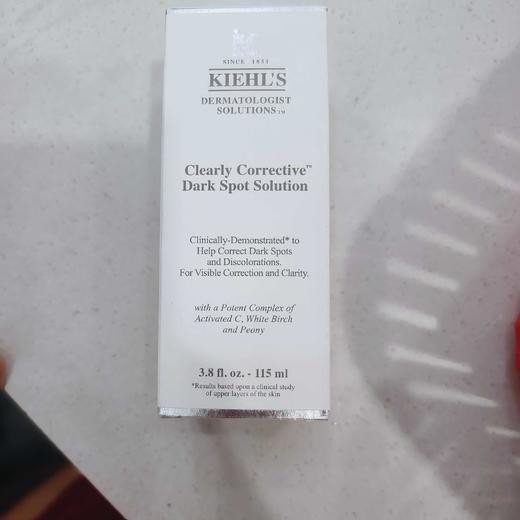 K
SINCE 1851
KIEHL'S
DERMATOLOGIST
SOLUTIONS™
Clearly Corrective™
Dark Spot Solution
Clinically-Demonstrated* to
Help Correct Dark Spots
and Discolorations.
For Visible Correction and Clarity.
with a Potent Complex of
Activated C, White Birch
and Peony
3.8 fl. oz. - 115 ml
*Results based upon a clinical study
of upper layers of the skin